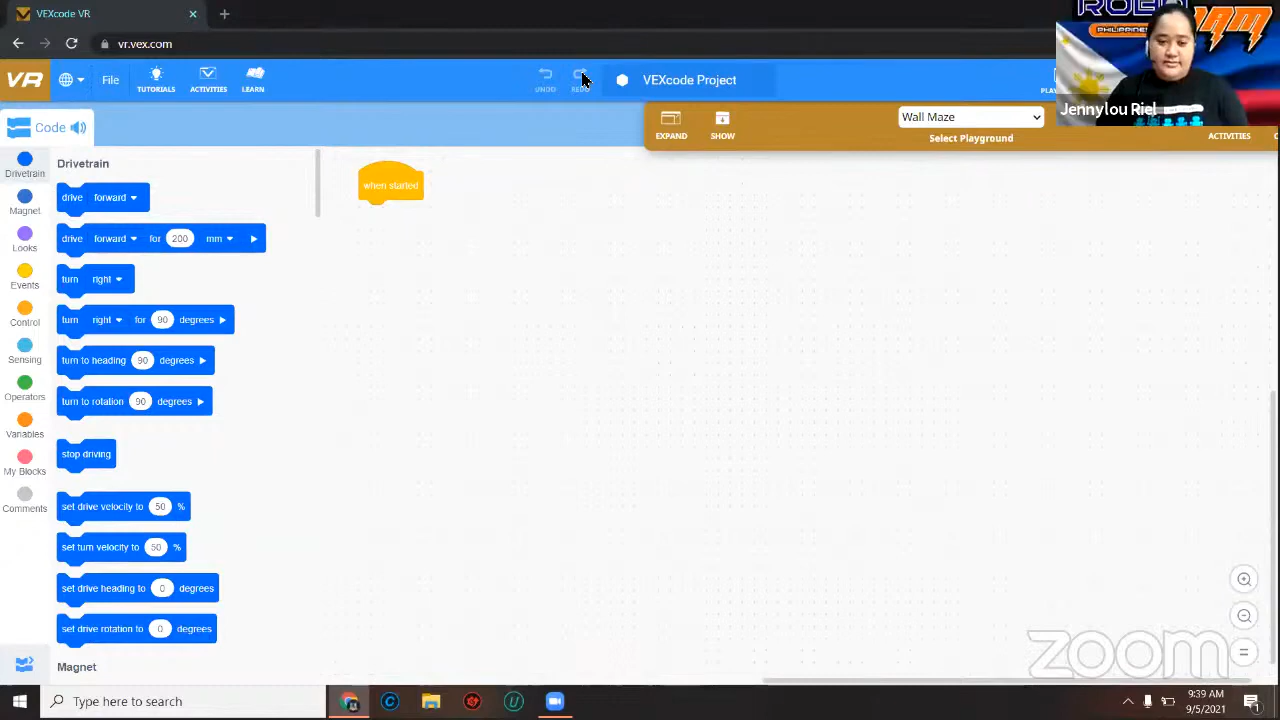 VEXcode VR
vr.vex.com
VR
File
TUTORIALS
ACTIVITIES
LEARN
UNDO
REDO
VEXcode Project
PHILIPPINES
Jennylou Riel
Code
EXPAND
SHOW
Wall Maze
Select Playground
ACTIVITIES
Drivetrain
Magnet
Looks
Events
Control
Sensing
Operators
Variables
My Blocks
Comments
Drivetrain
drive forward
drive forward for 200 mm
turn right
turn right for 90 degrees
turn to heading 90 degrees
turn to rotation 90 degrees
stop driving
set drive velocity to 50 %
set turn velocity to 50 %
set drive heading to 0 degrees
set drive rotation to 0 degrees
Magnet
when started
zoom
Type here to search
9:39 AM
9/5/2021